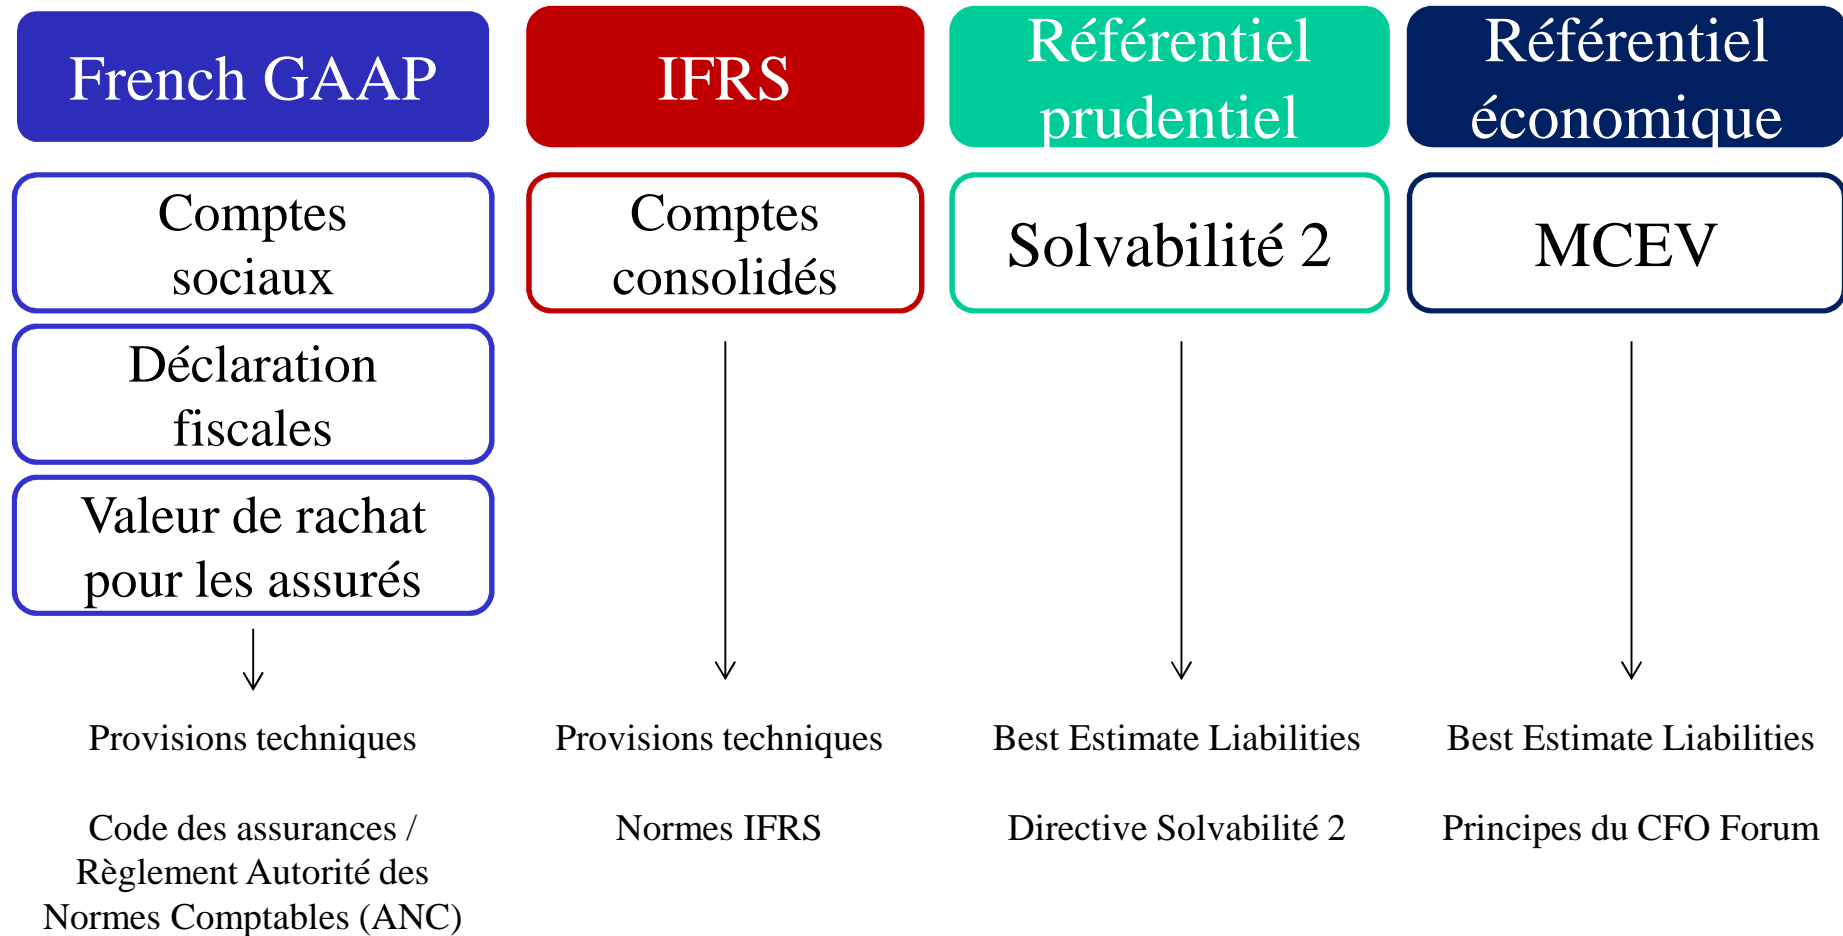 French GAAP
IFRS
Référentiel
prudentiel
Référentiel
économique
Comptes
sociaux
Comptes
consolidés
Solvabilité 2
MCEV
Déclaration
fiscales
Valeur de rachat
pour les assurés
Provisions techniques
Provisions techniques
Best Estimate Liabilities
Best Estimate Liabilities
Code des assurances /
Règlement Autorité des
Normes Comptables (ANC)
Normes IFRS
Directive Solvabilité 2
Principes du CFO Forum